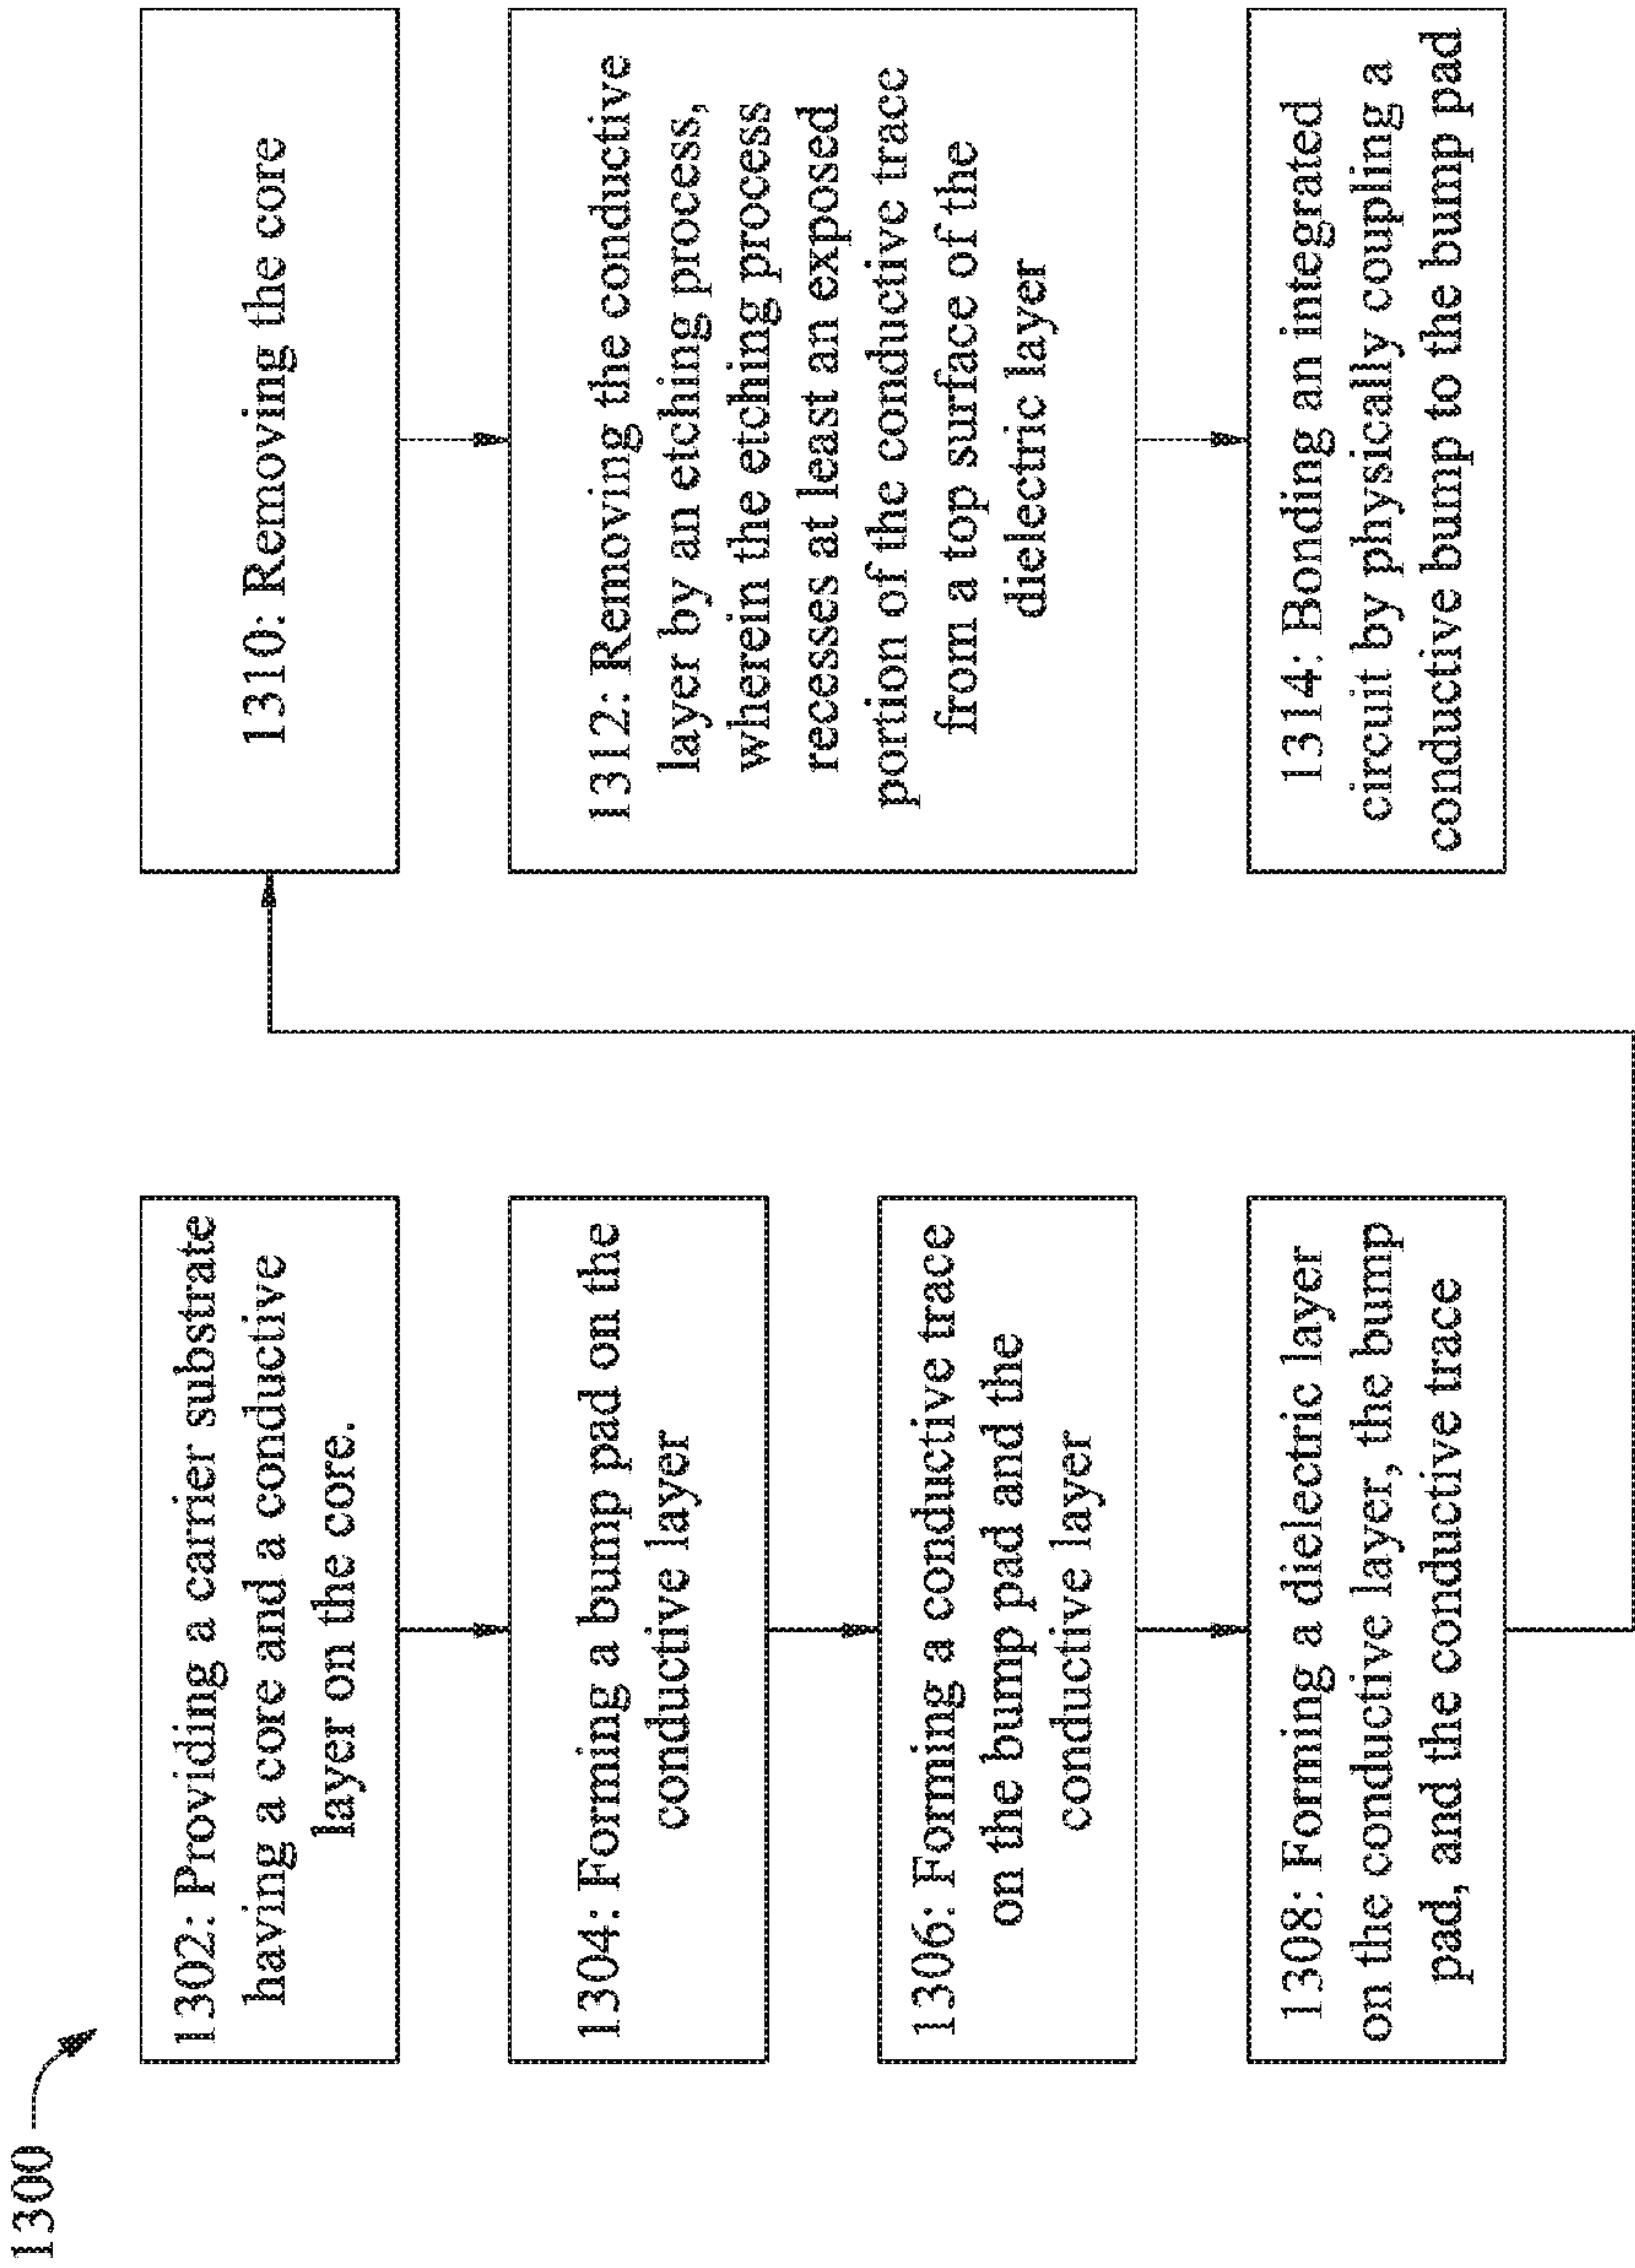 1300
1302: Providing a carrier substrate
having a core and a conductive
layer on the core.
1304: Forming a bump pad on the
conductive layer
1306: Forming a conductive trace
on the bump pad and the
conductive layer
1308: Forming a dielectric layer
on the conductive layer, the bump
pad, and the conductive trace
1310: Removing the core
1312: Removing the conductive
layer by an etching process,
wherein the etching process
recesses at least an exposed
portion of the conductive trace
from a top surface of the
dielectric layer
1314: Bonding an integrated
circuit by physically coupling a
conductive bump to the bump pad